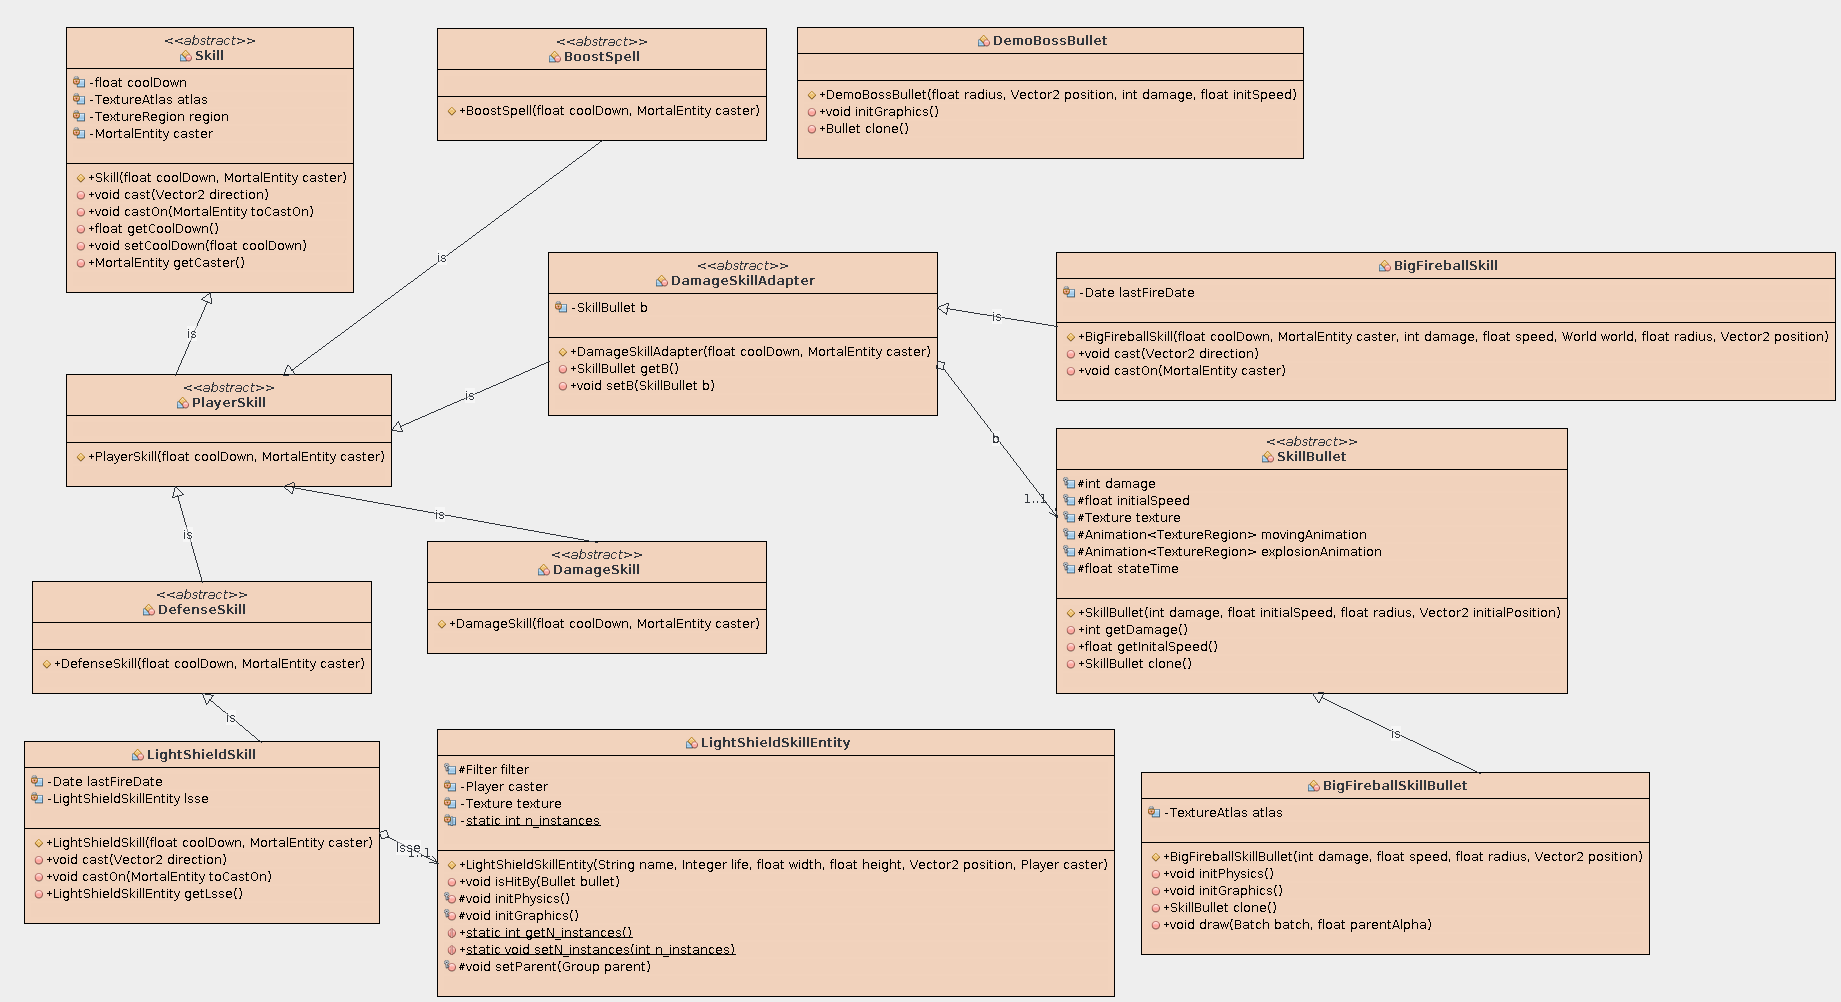 <<abstract>>
Skill
-float coolDown
-TextureAtlas atlas
-TextureRegion region
-MortalEntity caster
+Skill(float coolDown, MortalEntity caster)
+void cast(Vector2 direction)
+void castOn(MortalEntity toCastOn)
+float getCoolDown()
+void setCoolDown(float coolDown)
+MortalEntity getCaster()
<<abstract>>
BoostSpell
+BoostSpell(float coolDown, MortalEntity caster)
DemoBossBullet
+DemoBossBullet(float radius, Vector2 position, int damage, float initSpeed)
+void initGraphics()
+Bullet clone()
is
is
<<abstract>>
DamageSkillAdapter
-SkillBullet b
+DamageSkillAdapter(float coolDown, MortalEntity caster)
+SkillBullet getB()
+void setB(SkillBullet b)
is
BigFireballSkill
-Date lastFireDate
+BigFireballSkill(float coolDown, MortalEntity caster, int damage, float speed, World world, float radius, Vector2 position)
+void cast(Vector2 direction)
+void castOn(MortalEntity caster)
<<abstract>>
PlayerSkill
+PlayerSkill(float coolDown, MortalEntity caster)
is
b
1..1
<<abstract>>
SkillBullet
#int damage
#float initialSpeed
#Texture texture
#Animation<TextureRegion> movingAnimation
#Animation<TextureRegion> explosionAnimation
#float stateTime
+SkillBullet(int damage, float initialSpeed, float radius, Vector2 initialPosition)
+int getDamage()
+float getInitalSpeed()
+SkillBullet clone()
is
is
<<abstract>>
DamageSkill
+DamageSkill(float coolDown, MortalEntity caster)
<<abstract>>
DefenseSkill
+DefenseSkill(float coolDown, MortalEntity caster)
is
is
LightShieldSkill
-Date lastFireDate
-LightShieldSkillEntity lsse
+LightShieldSkill(float coolDown, MortalEntity caster)
+void cast(Vector2 direction)
+void castOn(MortalEntity toCastOn)
+LightShieldSkillEntity getLsse()
lsse
1..1
LightShieldSkillEntity
#Filter filter
-Player caster
-Texture texture
-static int n_instances
+LightShieldSkillEntity(String name, Integer life, float width, float height, Vector2 position, Player caster)
+void isHitBy(Bullet bullet)
#void initPhysics()
#void initGraphics()
+static int getN_instances()
+static void setN_instances(int n_instances)
#void setParent(Group parent)
BigFireballSkillBullet
-TextureAtlas atlas
+BigFireballSkillBullet(int damage, float speed, float radius, Vector2 position)
+void initPhysics()
+void initGraphics()
+SkillBullet clone()
+void draw(Batch batch, float parentAlpha)